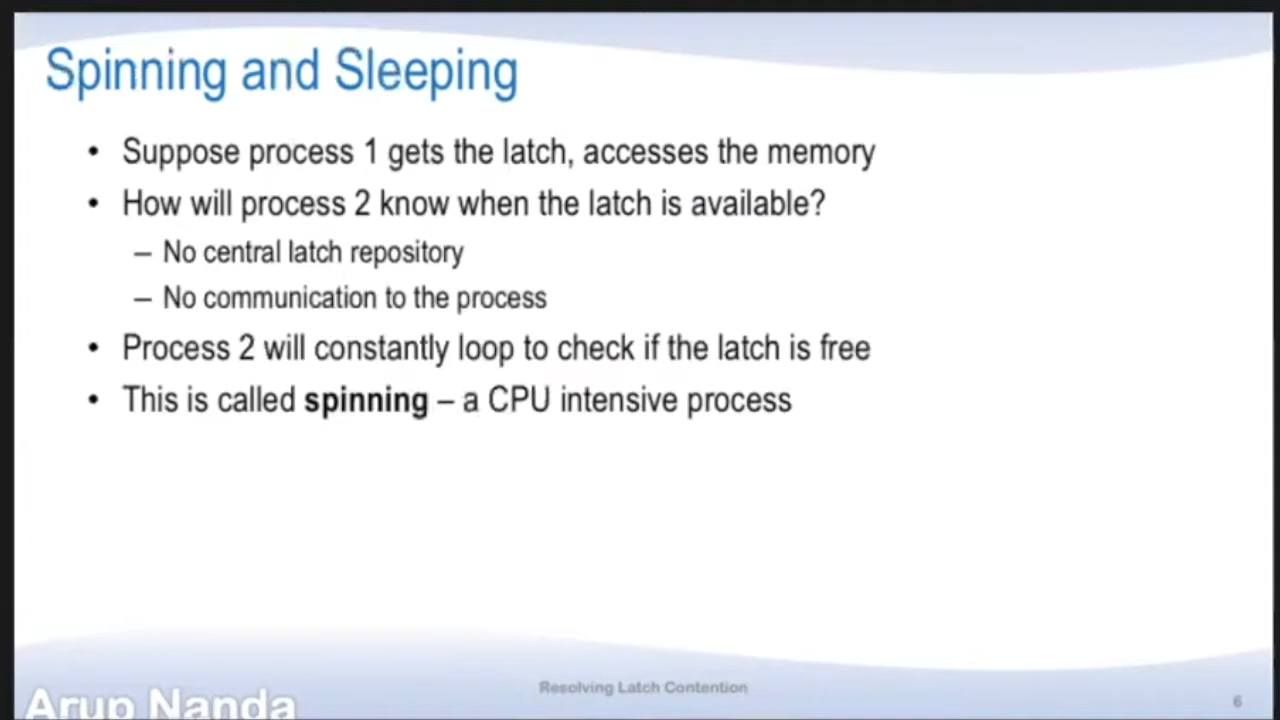 Spinning and Sleeping
• Suppose process 1 gets the latch, accesses the memory
• How will process 2 know when the latch is available?
– No central latch repository
– No communication to the process
• Process 2 will constantly loop to check if the latch is free
• This is called spinning – a CPU intensive process
Resolving Latch Contention
6
Arup Nanda